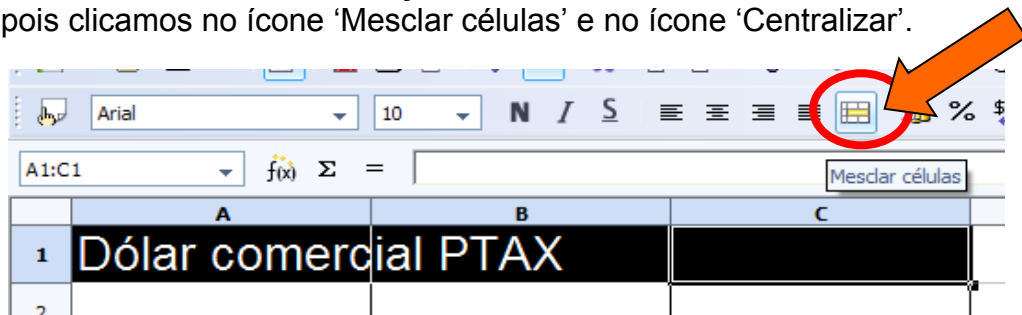 pois clicamos no ícone ‘Mesclar células’ e no ícone ‘Centralizar’.
Arial 10 N I S %
A1:C1 f(x) Σ =
Mesclar células
A B C
1 Dólar comercial PTAX
2